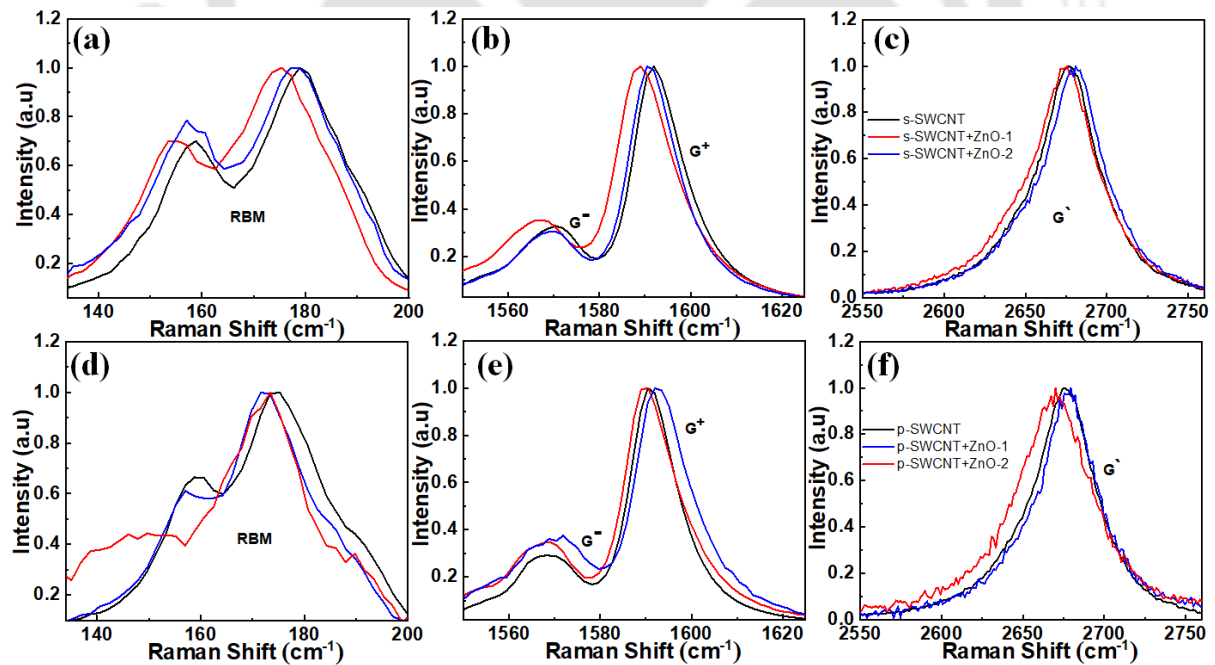 (a)
Intensity (a.u)
1.2
1.0
0.8
0.6
0.4
0.2
RBM
140 160 180 200
Raman Shift (cm⁻¹)
(b)
Intensity (a.u)
1.2
1.0
0.8
0.6
0.4
0.2
G⁻
G⁺
1560 1580 1600 1620
Raman Shift (cm⁻¹)
(c)
Intensity (a.u)
1.2
1.0
0.8
0.6
0.4
0.2
0.0
s-SWCNT
s-SWCNT+ZnO-1
s-SWCNT+ZnO-2
G`
2550 2600 2650 2700 2750
Raman Shift (cm⁻¹)
(d)
Intensity (a.u)
1.2
1.0
0.8
0.6
0.4
0.2
RBM
140 160 180 200
Raman Shift (cm⁻¹)
(e)
Intensity (a.u)
1.2
1.0
0.8
0.6
0.4
0.2
G⁻
G⁺
1560 1580 1600 1620
Raman Shift (cm⁻¹)
(f)
Intensity (a.u)
1.2
1.0
0.8
0.6
0.4
0.2
0.0
p-SWCNT
p-SWCNT+ZnO-1
p-SWCNT+ZnO-2
G`
2550 2600 2650 2700 2750
Raman Shift (cm⁻¹)